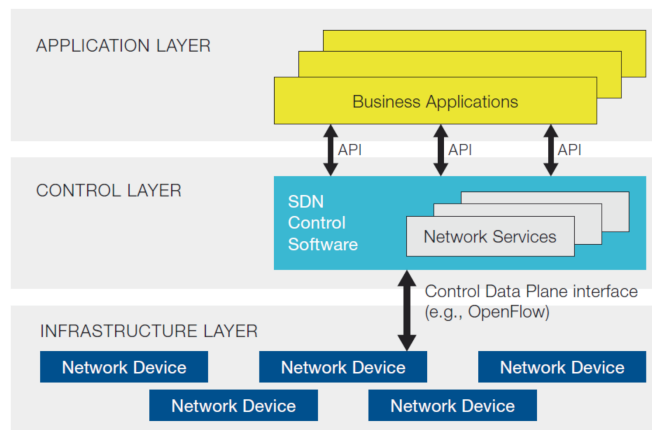 APPLICATION LAYER
Business Applications
API
API
API
CONTROL LAYER
SDN
Control
Software
Network Services
Control Data Plane interface
(e.g., OpenFlow)
INFRASTRUCTURE LAYER
Network Device
Network Device
Network Device
Network Device
Network Device